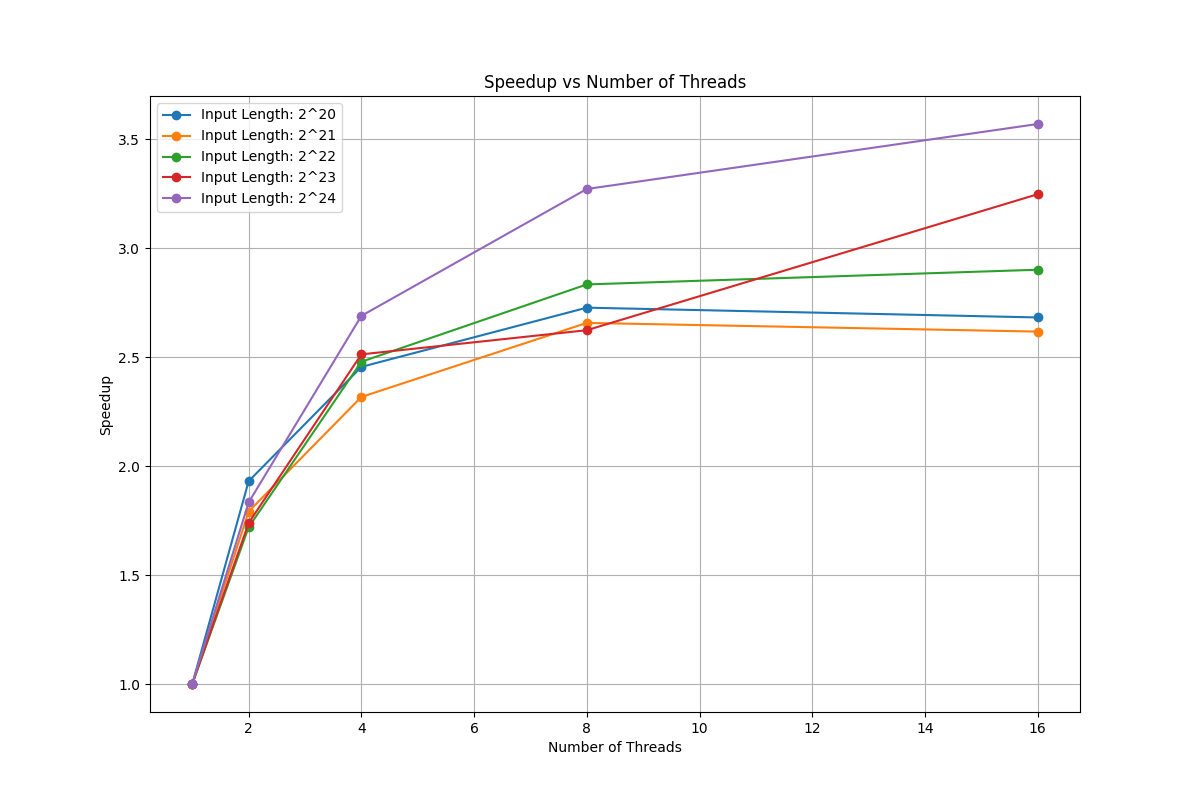 Speedup vs Number of Threads
Input Length: 2^20
Input Length: 2^21
Input Length: 2^22
Input Length: 2^23
Input Length: 2^24
3.5
3.0
2.5
2.0
1.5
1.0
Speedup
2 4 6 8 10 12 14 16
Number of Threads